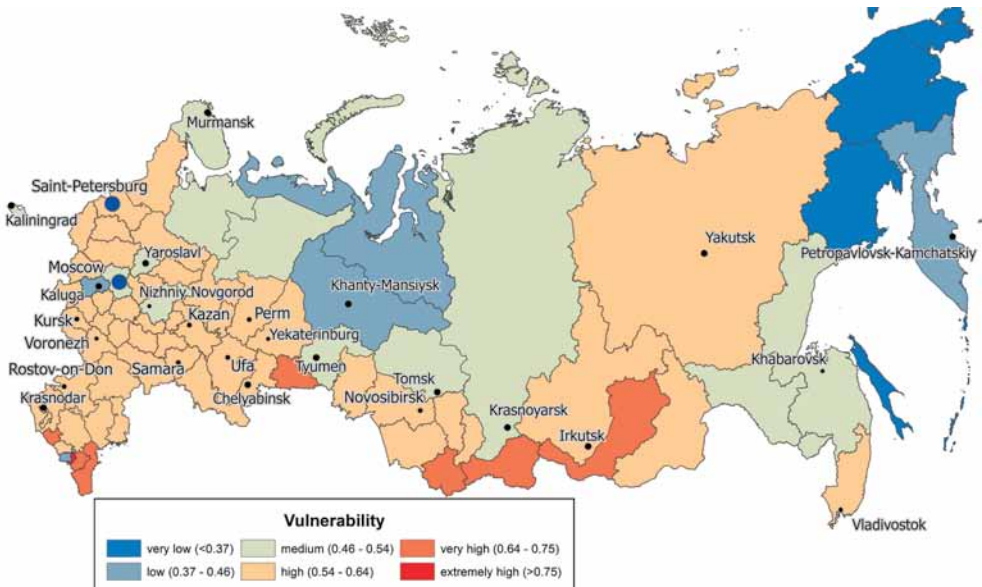 Murmansk
Saint-Petersburg
Kaliningrad
Yaroslavl
Moscow
Kaluga
Nizhniy Novgorod
Kursk
Kazan
Perm
Voronezh
Yekaterinburg
Khanty-Mansiysk
Yakutsk
Petropavlovsk-Kamchatskiy
Rostov-on-Don
Samara
Ufa
Tyumen
Khabarovsk
Krasnodar
Chelyabinsk
Novosibirsk
Tomsk
Krasnoyarsk
Irkutsk
Vladivostok
Vulnerability
very low (<0.37)
medium (0.46 - 0.54)
very high (0.64 - 0.75)
low (0.37 - 0.46)
high (0.54 - 0.64)
extremely high (>0.75)